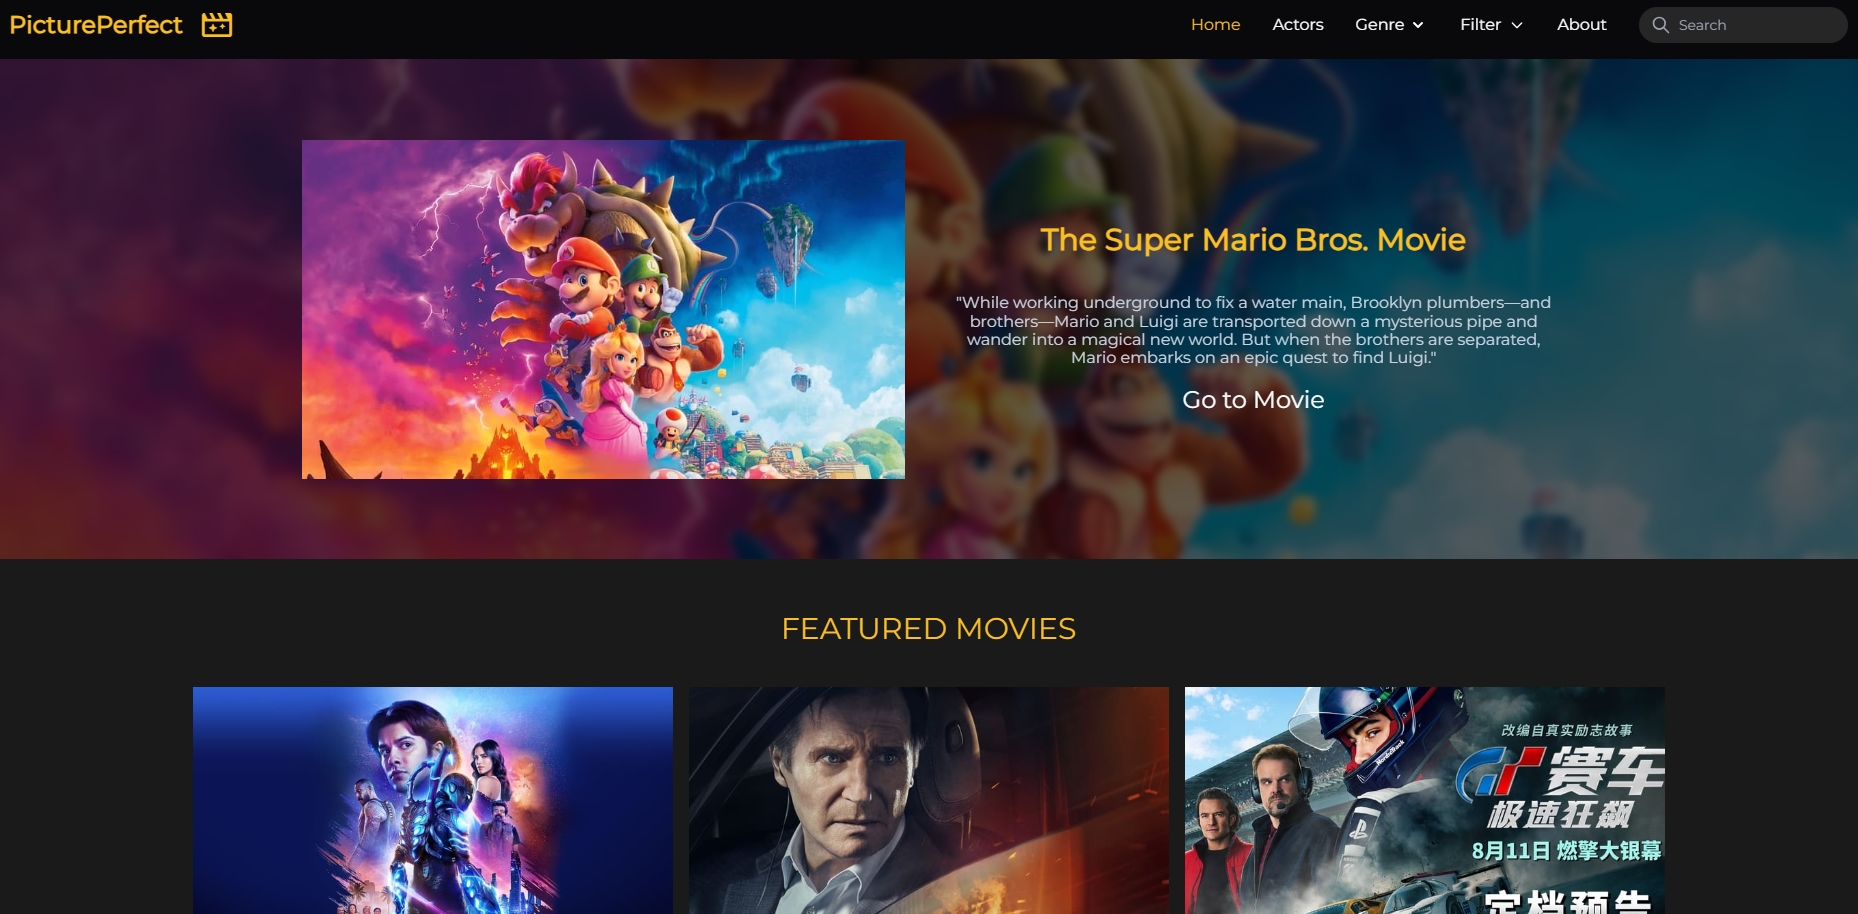 PicturePerfect
Home
Actors
Genre
Filter
About
Search
The Super Mario Bros. Movie
"While working underground to fix a water main, Brooklyn plumbers—and
brothers—Mario and Luigi are transported down a mysterious pipe and
wander into a magical new world. But when the brothers are separated,
Mario embarks on an epic quest to find Luigi."
Go to Movie
FEATURED MOVIES
改编自真实励志故事
GT赛车
极速狂飙
8月11日 燃擎大银幕
定档预告